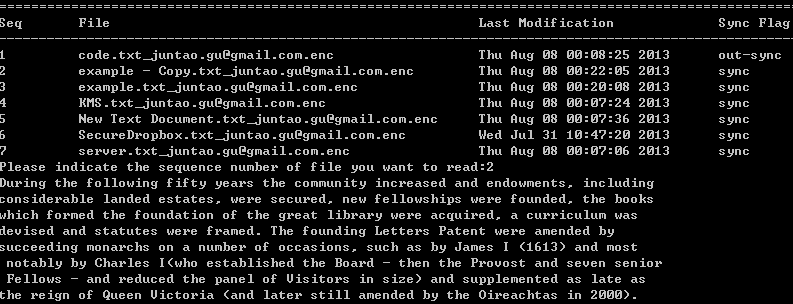 Seq File Last Modification Sync Flag
1 code.txt_juntao.gu@gmail.com.enc Thu Aug 08 00:08:25 2013 out-sync
2 example - Copy.txt_juntao.gu@gmail.com.enc Thu Aug 08 00:22:05 2013 sync
3 example.txt_juntao.gu@gmail.com.enc Thu Aug 08 00:20:08 2013 sync
4 KMS.txt_juntao.gu@gmail.com.enc Thu Aug 08 00:07:24 2013 sync
5 New Text Document.txt_juntao.gu@gmail.com.enc Thu Aug 08 00:07:36 2013 sync
6 SecureDropbox.txt_juntao.gu@gmail.com.enc Wed Jul 31 10:47:20 2013 sync
7 server.txt_juntao.gu@gmail.com.enc Thu Aug 08 00:07:06 2013 sync
Please indicate the sequence number of file you want to read:2
During the following fifty years the community increased and endowments, including
considerable landed estates, were secured, new fellowships were founded, the books
which formed the foundation of the great library were acquired, a curriculum was
devised and statutes were framed. The founding Letters Patent were amended by
succeeding monarchs on a number of occasions, such as by James I (1613) and most
notably by Charles I(who established the Board - then the Provost and seven senior
Fellows - and reduced the panel of Visitors in size) and supplemented as late as
the reign of Queen Victoria (and later still amended by the Oireachtas in 2000).